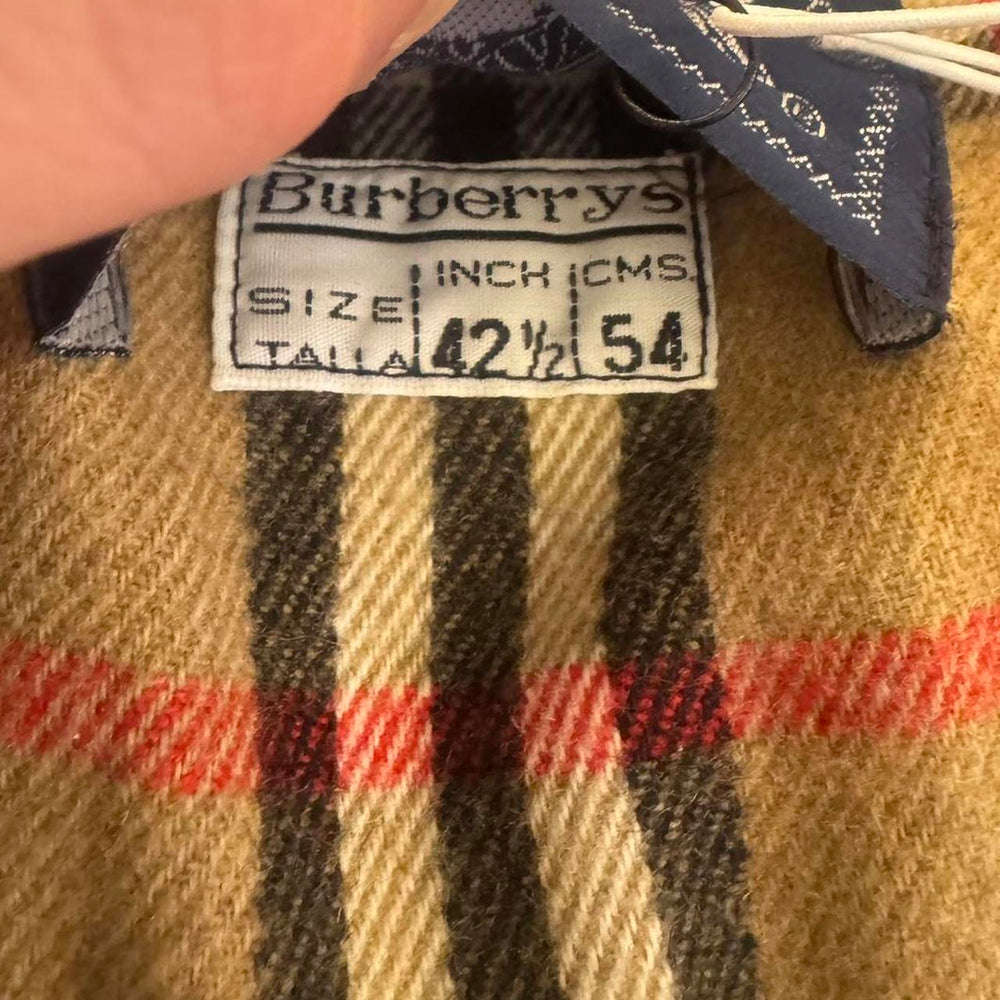 Burberrys
INCH CMS.
SIZE
TALLA 42½ 54